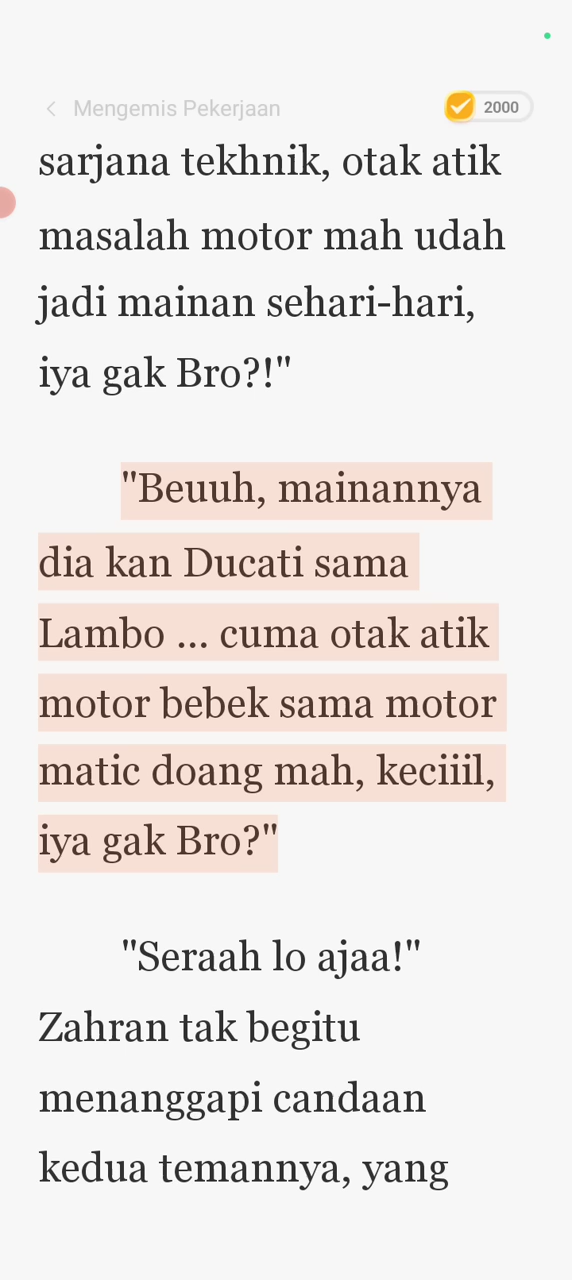 Mengemis Pekerjaan
2000
sarjana tekhnik, otak atik
masalah motor mah udah
jadi mainan sehari-hari,
iya gak Bro?!"
"Beuuh, mainannya
dia kan Ducati sama
Lambo ... cuma otak atik
motor bebek sama motor
matic doang mah, keciiil,
iya gak Bro?"
"Seraah lo ajaa!"
Zahran tak begitu
menanggapi candaan
kedua temannya, yang